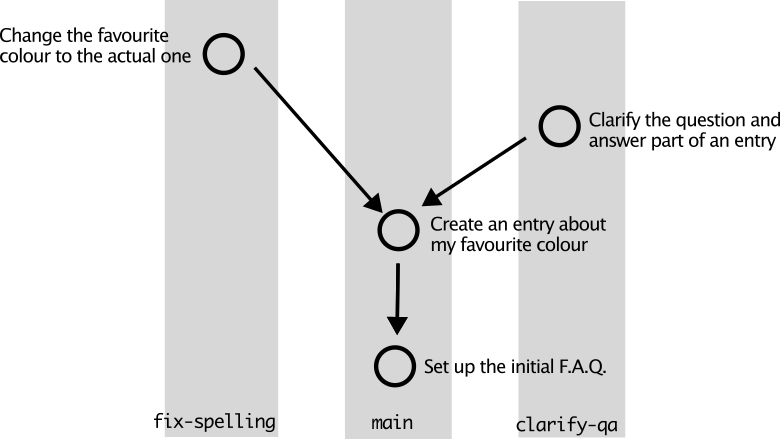 Change the favourite
colour to the actual one
Clarify the question and
answer part of an entry
Create an entry about
my favourite colour
Set up the initial F.A.Q.
fix-spelling
main
clarify-qa